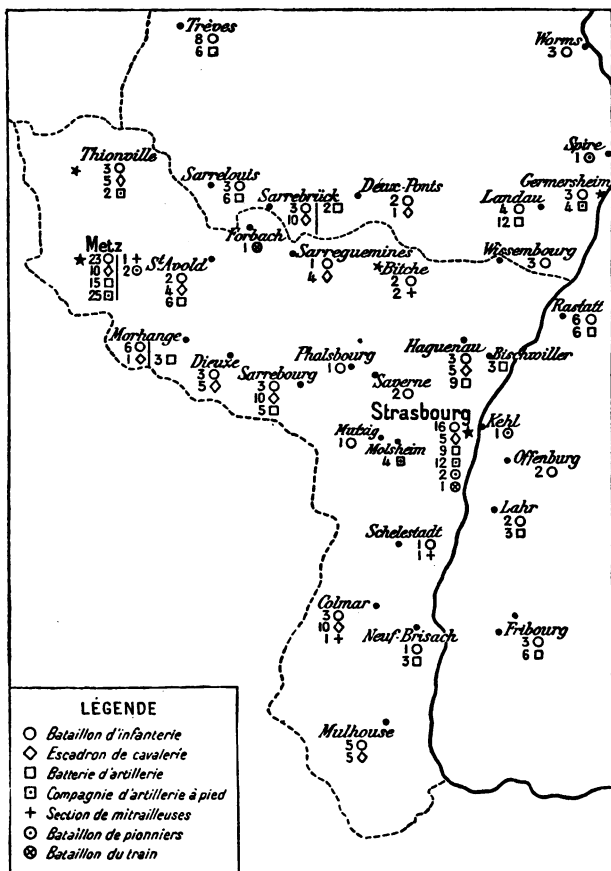 Trèves
8 ○
6 □
Worms
3 ○
Spire
1 ⊙
Thionville
3 ○
5 ◇
2 ⊡
Sarrelouis
3 ○
6 □
Sarrebrück
3 ○ 2 □
10 ◇
Deux-Ponts
2 ○
1 ◇
Landau
4 ○
12 □
Germersheim
3 ○
4 ⊡
Forbach
1 ⊗
Metz
23 ○ 1 +
10 ◇ 2 ⊙
15 □
25 ⊡
St Avold
2 ○
4 ◇
6 □
Sarreguemines
1 ○
4 ◇
Bitche
2 ○
2 +
Wissembourg
3 ○
Rastatt
6 ○
6 □
Morhange
6 ○ 3 □
1 ◇
Dieuze
3 ○
5 ◇
Sarrebourg
3 ○
10 ◇
5 □
Phalsbourg
1 ○
Saverne
2 ○
Haguenau
3 ○
5 ◇
9 □
Bischwiller
3 □
Strasbourg
16 ○
5 ◇
9 □
12 ⊡
2 ⊙
1 ⊗
Kehl
1 ⊙
Mutzig
1 ○
Molsheim
4 ⊡
Offenburg
2 ○
Lahr
2 ○
3 □
Schelestadt
1 ○
1 +
Colmar
3 ○
10 ◇
1 +
Neuf-Brisach
1 ○
3 □
Fribourg
3 ○
6 □
Mulhouse
5 ○
5 ◇
LÉGENDE
○ Bataillon d'infanterie
◇ Escadron de cavalerie
□ Batterie d'artillerie
⊡ Compagnie d'artillerie à pied
+ Section de mitrailleuses
⊙ Bataillon de pionniers
⊗ Bataillon du train